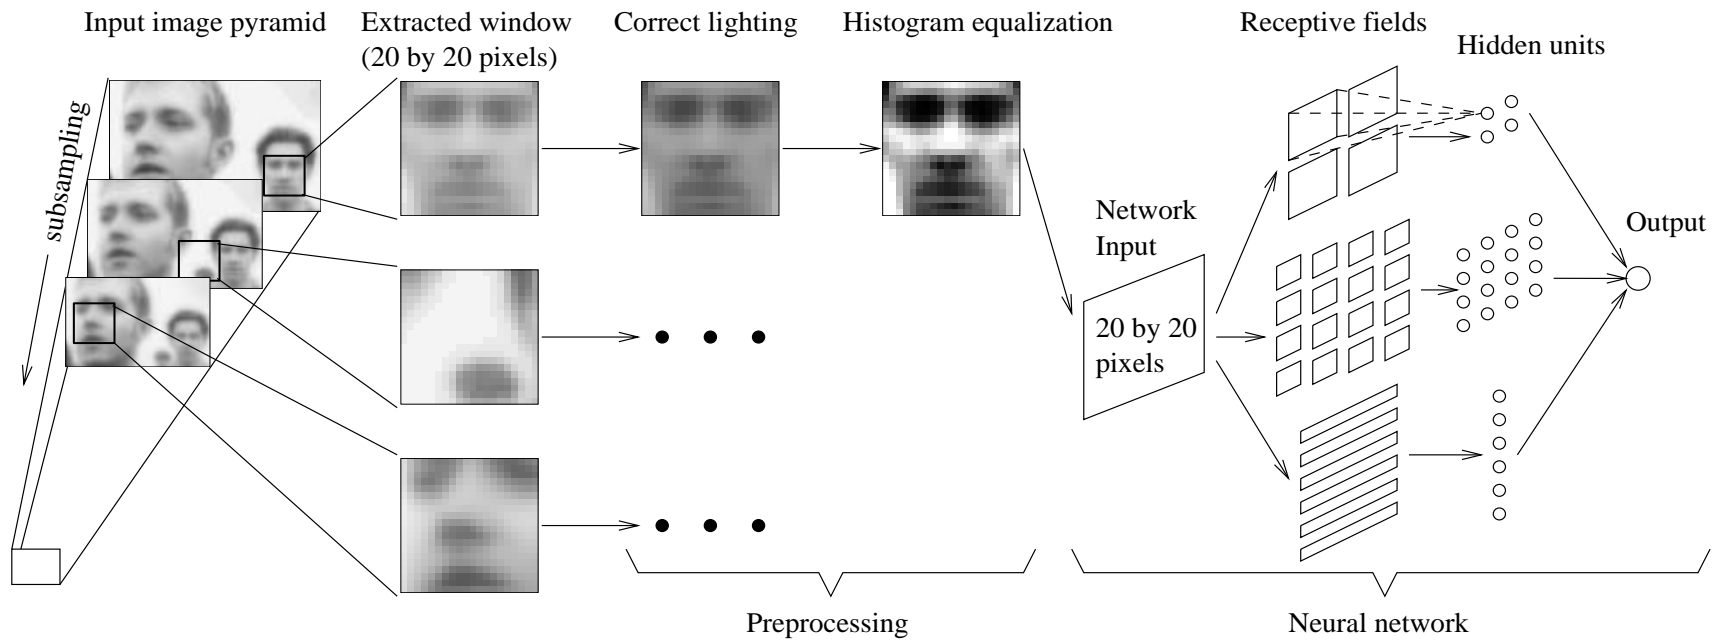 Input image pyramid
Extracted window
(20 by 20 pixels)
Correct lighting
Histogram equalization
Receptive fields
Hidden units
subsampling
Network
Input
Output
20 by 20
pixels
Preprocessing
Neural network